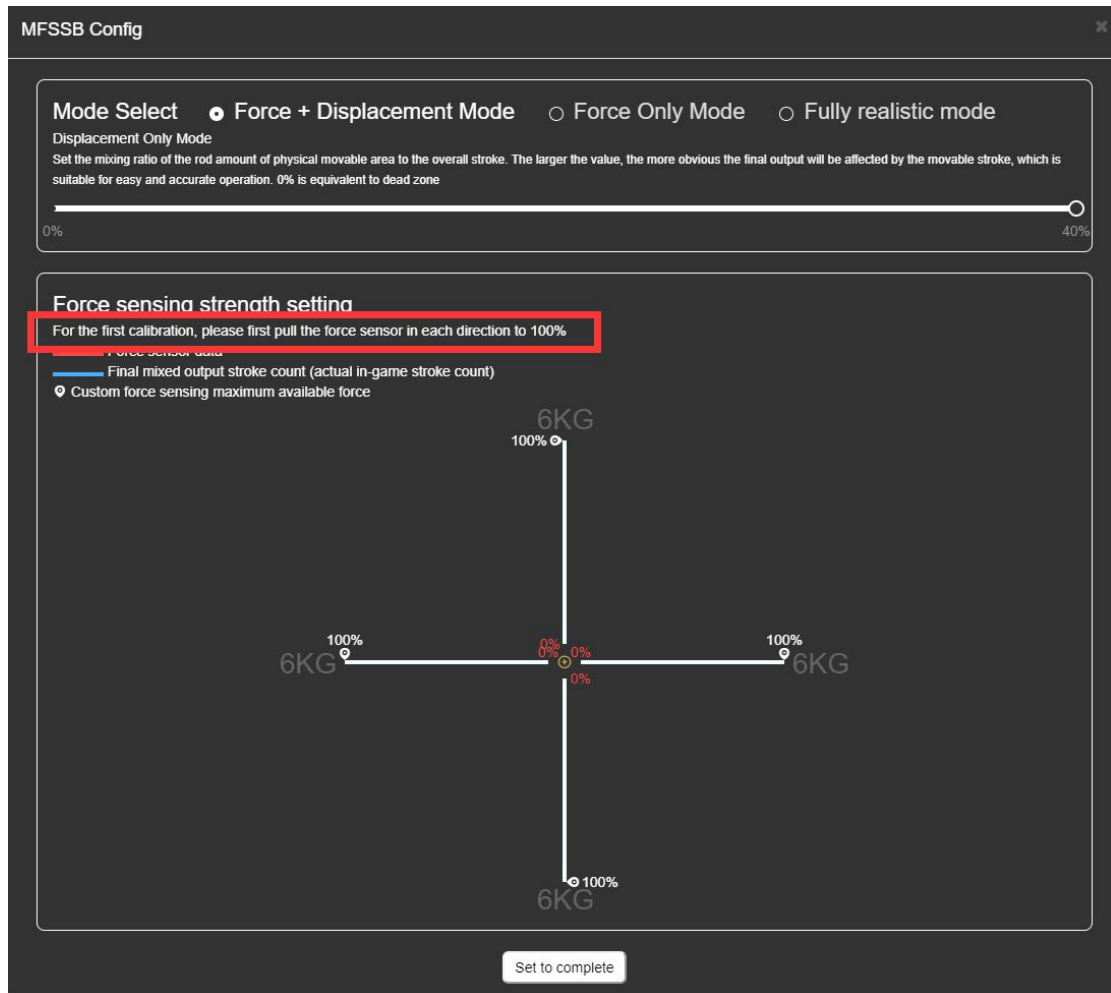 MFSSB Config
Mode Select Force + Displacement Mode Force Only Mode Fully realistic mode
Displacement Only Mode
Set the mixing ratio of the rod amount of physical movable area to the overall stroke. The larger the value, the more obvious the final output will be affected by the movable stroke, which is
suitable for easy and accurate operation. 0% is equivalent to dead zone
0% 40%
Force sensing strength setting
For the first calibration, please first pull the force sensor in each direction to 100%
Force sensor data
Final mixed output stroke count (actual in-game stroke count)
Custom force sensing maximum available force
6KG
100%
100% 0% 100%
6KG 0% 0% 6KG
0%
100%
6KG
Set to complete